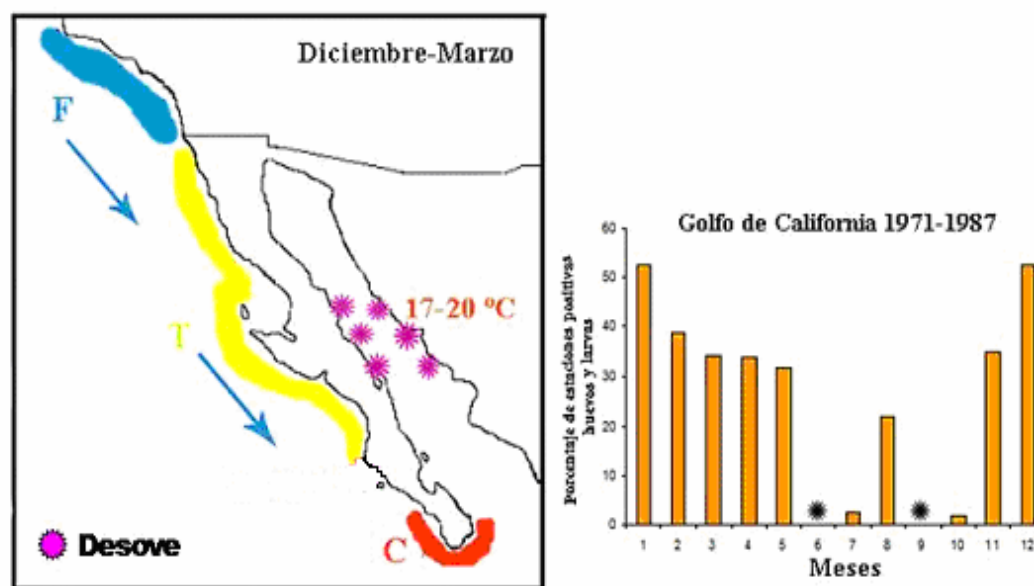 Diciembre-Marzo
F
17-20 ºC
T
C
Desove
Golfo de California 1971-1987
Porcentaje de estaciones positivas
huevos y larvas
60
50
40
30
20
10
0
1 2 3 4 5 6 7 8 9 10 11 12
Meses